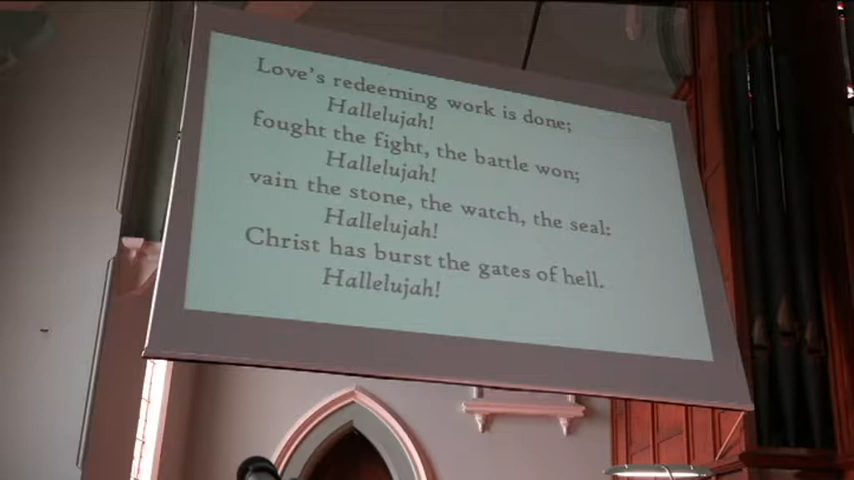 Love's redeeming work is done;
Hallelujah!
fought the fight, the battle won;
Hallelujah!
vain the stone, the watch, the seal:
Hallelujah!
Christ has burst the gates of hell.
Hallelujah!